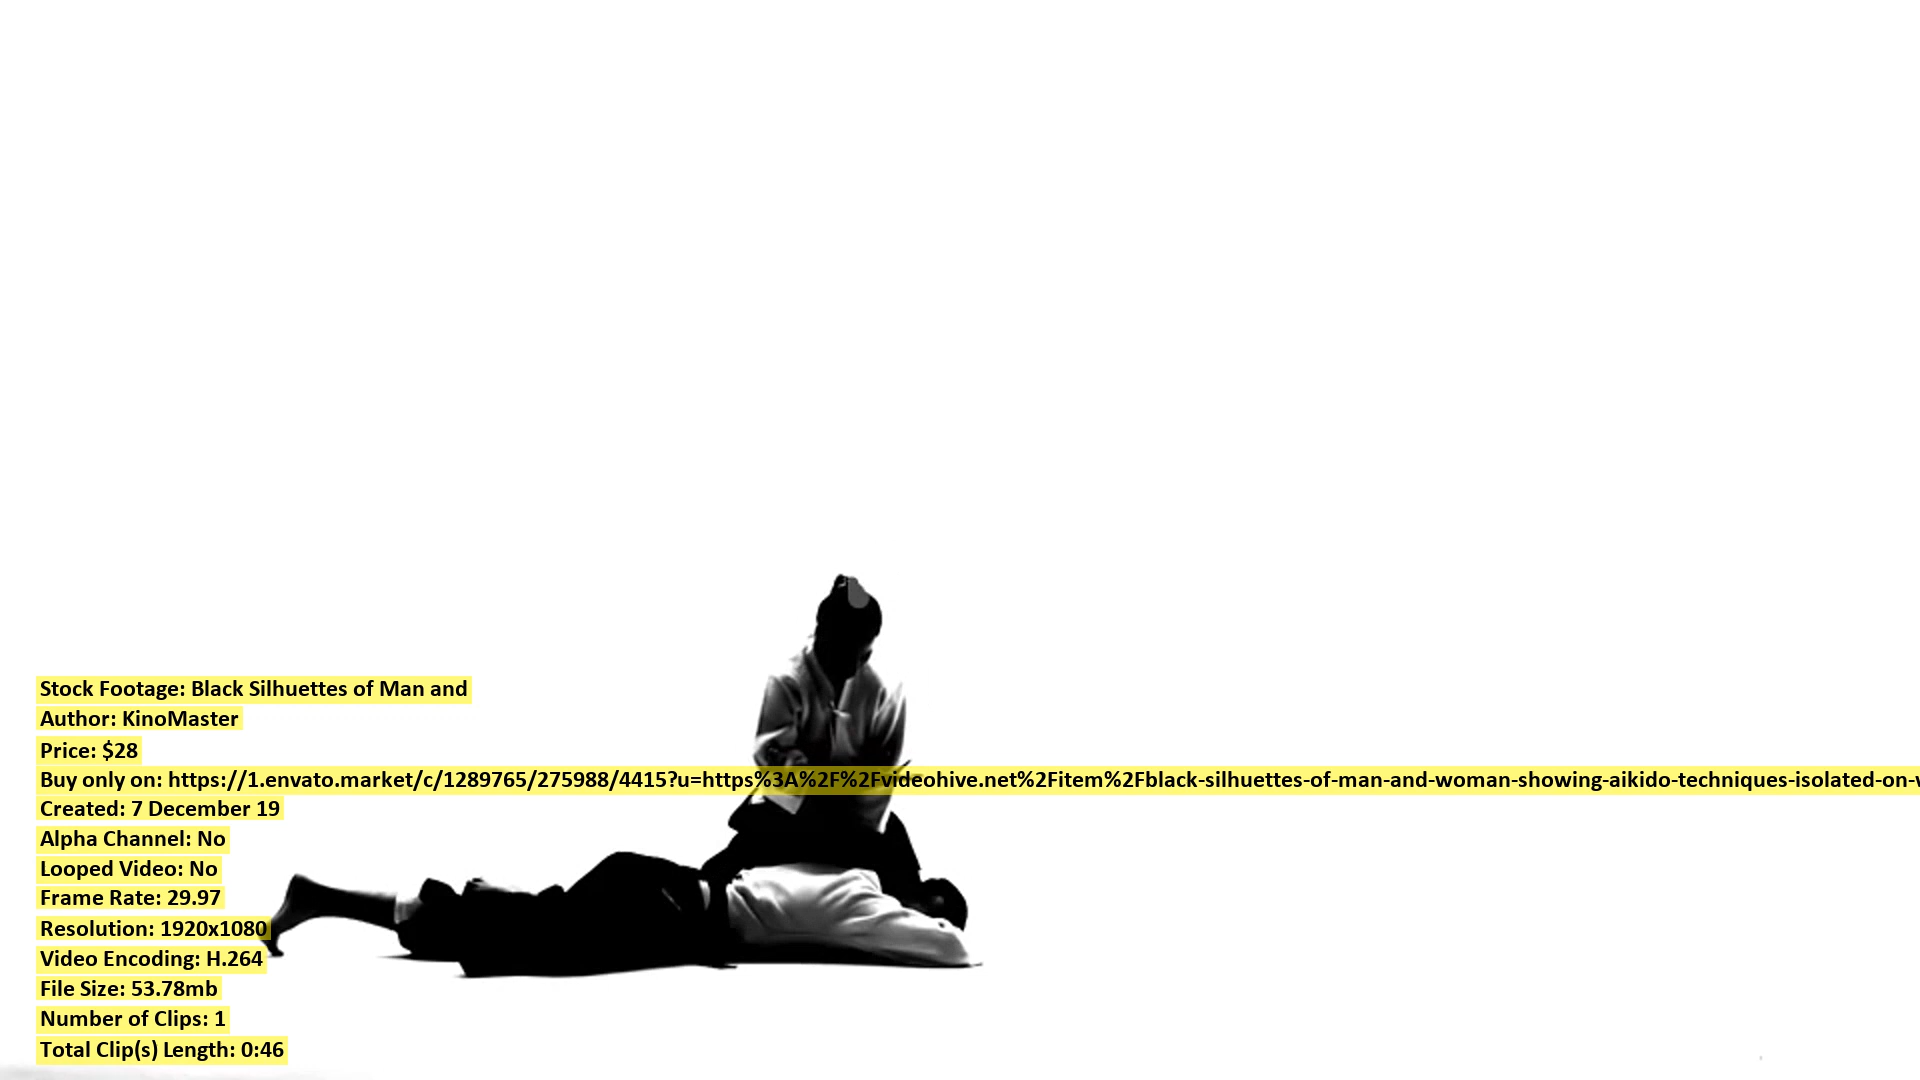 Stock Footage: Black Silhuettes of Man and
Author: KinoMaster
Price: $28
Buy only on: https://1.envato.market/c/1289765/275988/4415?u=https%3A%2F%2Fvideohive.net%2Fitem%2Fblack-silhuettes-of-man-and-woman-showing-aikido-techniques-isolated-on-
Created: 7 December 19
Alpha Channel: No
Looped Video: No
Frame Rate: 29.97
Resolution: 1920x1080
Video Encoding: H.264
File Size: 53.78mb
Number of Clips: 1
Total Clip(s) Length: 0:46